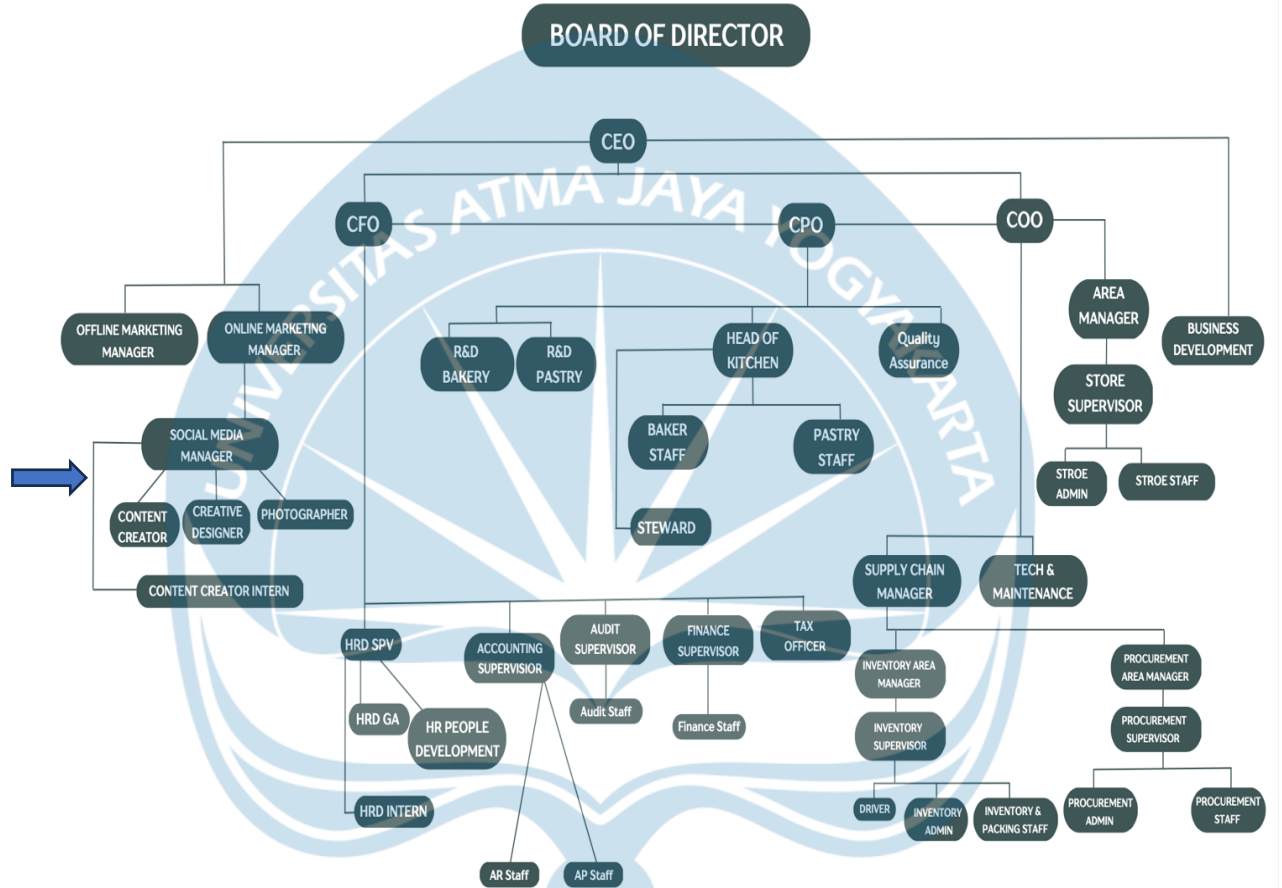 BOARD OF DIRECTOR
CEO
UNIVERSITAS ATMA JAYA YOGYAKARTA
CFO
CPO
COO
OFFLINE MARKETING
MANAGER
ONLINE MARKETING
MANAGER
R&D
BAKERY
R&D
PASTRY
HEAD OF
KITCHEN
Quality
Assurance
AREA
MANAGER
BUSINESS
DEVELOPMENT
STORE
SUPERVISOR
SOCIAL MEDIA
MANAGER
BAKER
STAFF
PASTRY
STAFF
STROE
ADMIN
STROE STAFF
CONTENT
CREATOR
CREATIVE
DESIGNER
PHOTOGRAPHER
STEWARD
CONTENT CREATOR INTERN
SUPPLY CHAIN
MANAGER
TECH &
MAINTENANCE
HRD SPV
ACCOUNTING
SUPERVISIOR
AUDIT
SUPERVISOR
FINANCE
SUPERVISOR
TAX
OFFICER
INVENTORY AREA
MANAGER
PROCUREMENT
AREA MANAGER
HRD GA
HR PEOPLE
DEVELOPMENT
Audit Staff
Finance Staff
INVENTORY
SUPERVISOR
PROCUREMENT
SUPERVISOR
HRD INTERN
DRIVER
INVENTORY
ADMIN
INVENTORY &
PACKING STAFF
PROCUREMENT
ADMIN
PROCUREMENT
STAFF
AR Staff
AP Staff